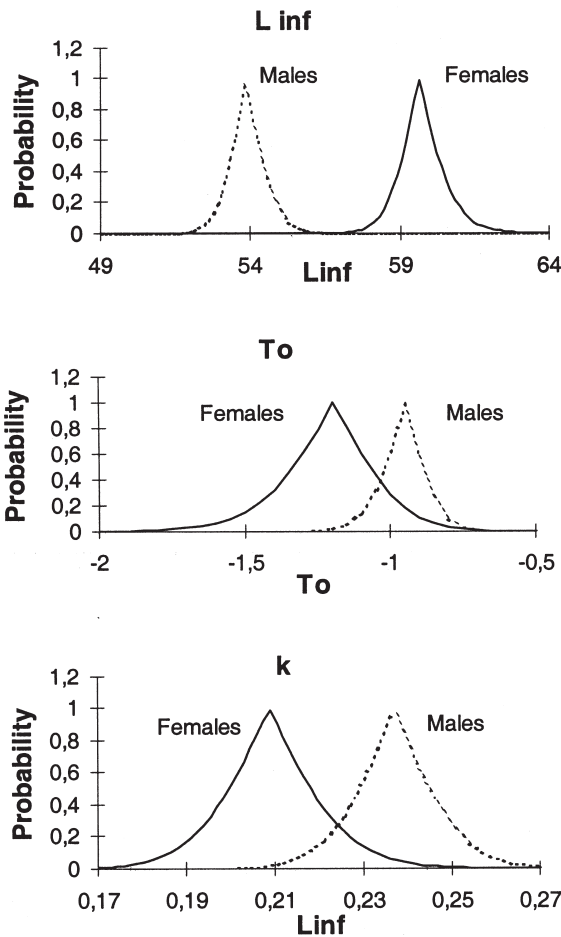 L inf
Probability
1,2
1
0,8
0,6
0,4
0,2
0
Males
Females
49 54 59 64
Linf
To
Probability
1,2
1
0,8
0,6
0,4
0,2
0
Females
Males
-2 -1,5 -1 -0,5
To
k
Probability
1,2
1
0,8
0,6
0,4
0,2
0
Females
Males
0,17 0,19 0,21 0,23 0,25 0,27
Linf